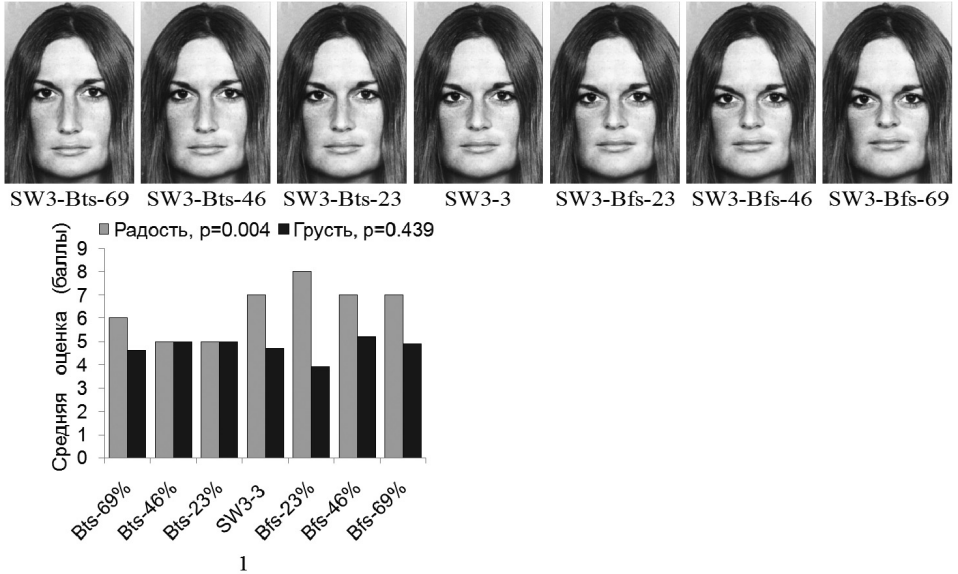 SW3-Bts-69 SW3-Bts-46 SW3-Bts-23 SW3-3 SW3-Bfs-23 SW3-Bfs-46 SW3-Bfs-69
Радость, p=0.004 Грусть, p=0.439
Средняя оценка (баллы)
9
8
7
6
5
4
3
2
1
0
Bts-69% Bts-46% Bts-23% SW3-3 Bfs-23% Bfs-46% Bfs-69%
1